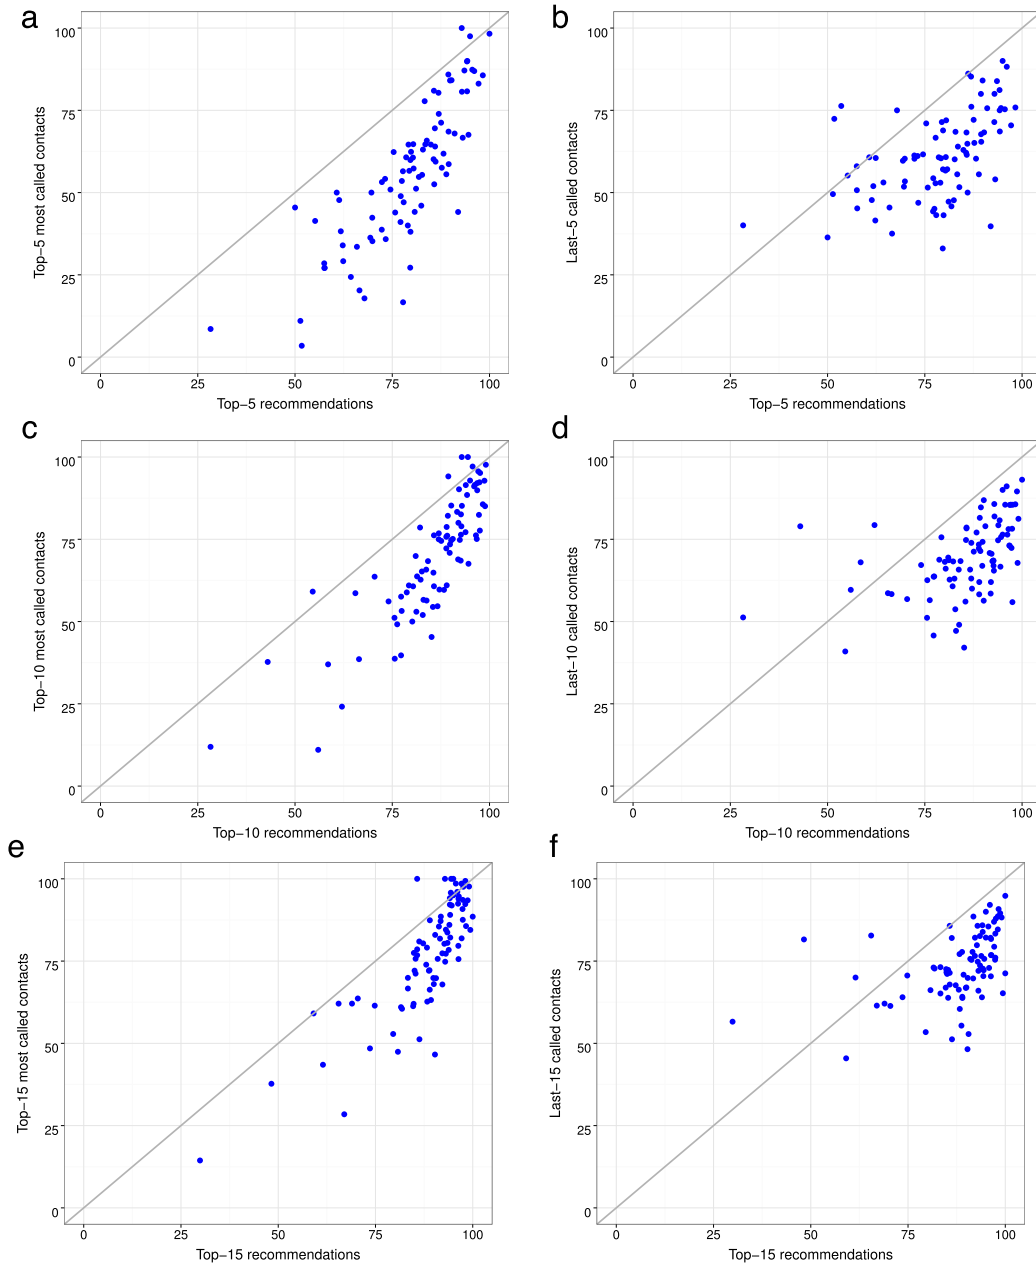 a
100
75
50
25
0
Top−5 most called contacts
0 25 50 75 100
Top−5 recommendations
b
100
75
50
25
0
Last−5 called contacts
0 25 50 75 100
Top−5 recommendations
c
100
75
50
25
0
Top−10 most called contacts
0 25 50 75 100
Top−10 recommendations
d
100
75
50
25
0
Last−10 called contacts
0 25 50 75 100
Top−10 recommendations
e
100
75
50
25
0
Top−15 most called contacts
0 25 50 75 100
Top−15 recommendations
f
100
75
50
25
0
Last−15 called contacts
0 25 50 75 100
Top−15 recommendations